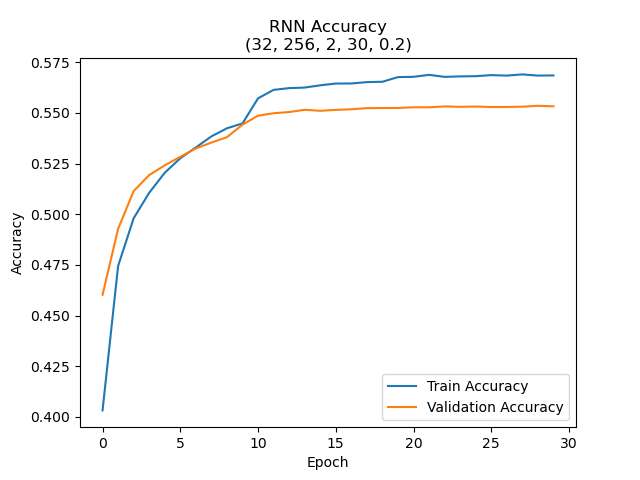 RNN Accuracy
(32, 256, 2, 30, 0.2)
0.575
0.550
0.525
0.500
0.475
0.450
0.425
0.400
Accuracy
Train Accuracy
Validation Accuracy
0 5 10 15 20 25 30
Epoch